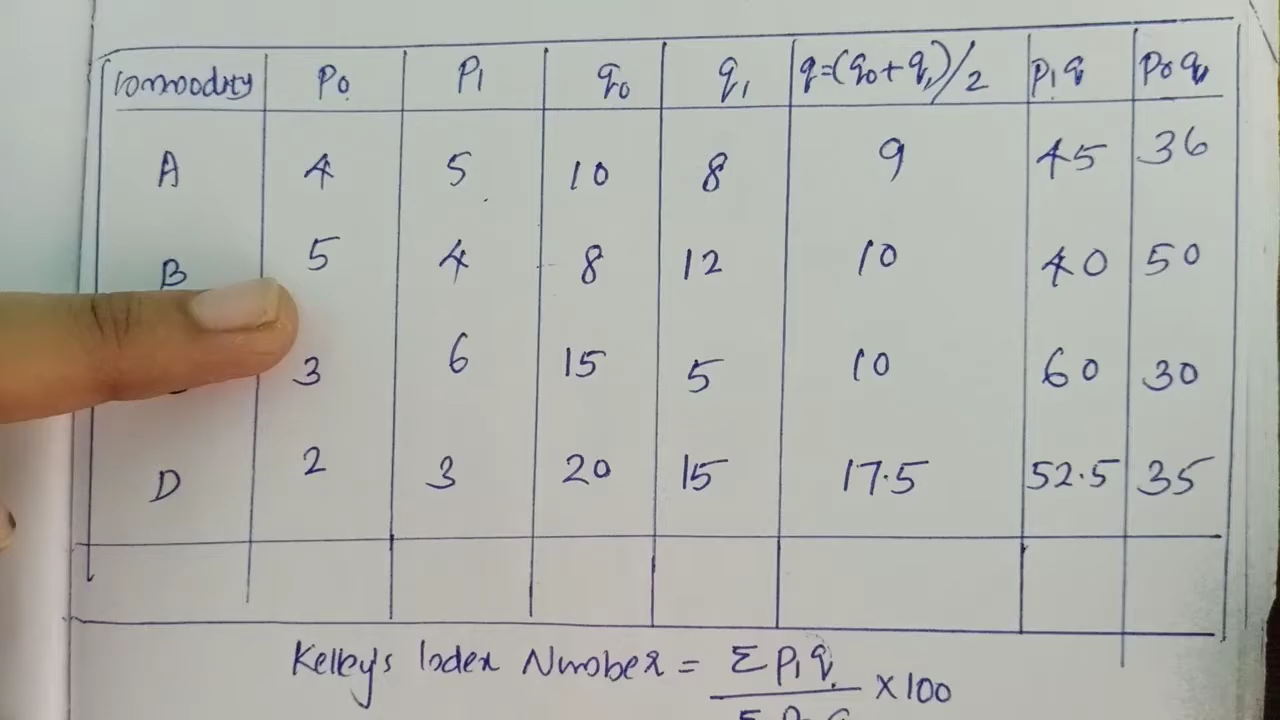 Commodity P0 P1 q0 q1 q=(q0+q1)/2 P1q P0q
A 4 5 10 8 9 45 36
B 5 4 8 12 10 40 50
3 6 15 5 10 60 30
D 2 3 20 15 17.5 52.5 35
Kelley's Index Number = Σ P1q / × 100